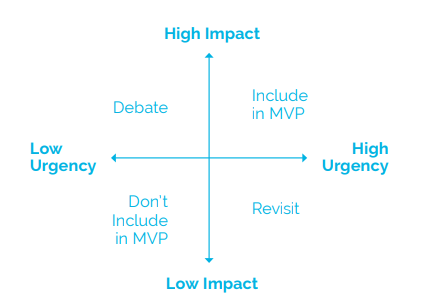 High Impact
Debate
Include
in MVP
Low
Urgency
High
Urgency
Don't
Include
in MVP
Revisit
Low Impact